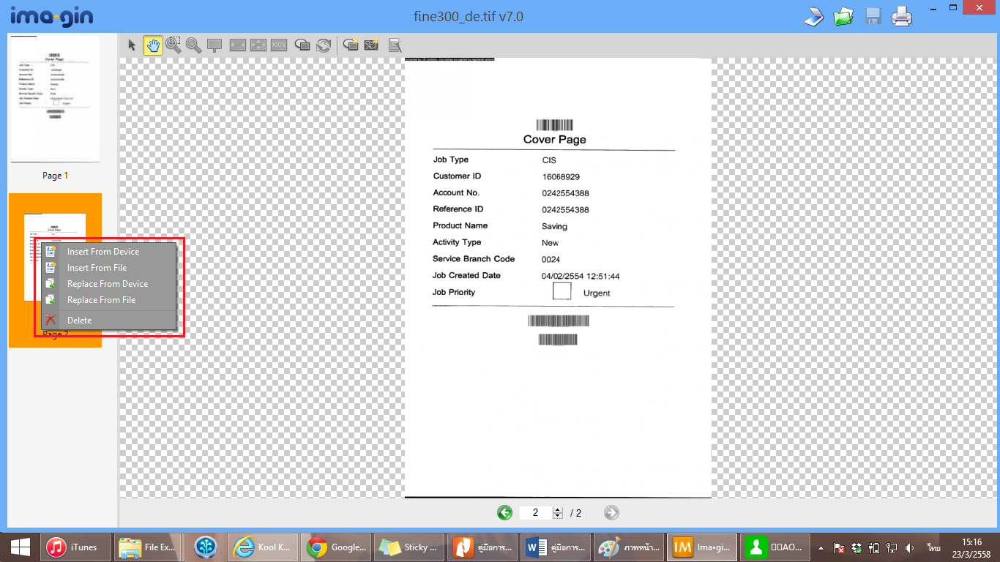 ima•gin
fine300_de.tif v7.0
100%
Cover Page
Page 1
Insert From Device
Insert From File
Replace From Device
Replace From File
Delete
Page 2
Cover Page
Job Type CIS
Customer ID 16068929
Account No. 0242554388
Reference ID 0242554388
Product Name Saving
Activity Type New
Service Branch Code 0024
Job Created Date 04/02/2554 12:51:44
Job Priority Urgent
2 / 2
iTunes
File Ex...
Kool K...
Google...
Sticky ...
คู่มือการ...
คู่มือการ...
ภาพหน้า...
IM Ima•gi...
AO...
ไทย
15:16
23/3/2558